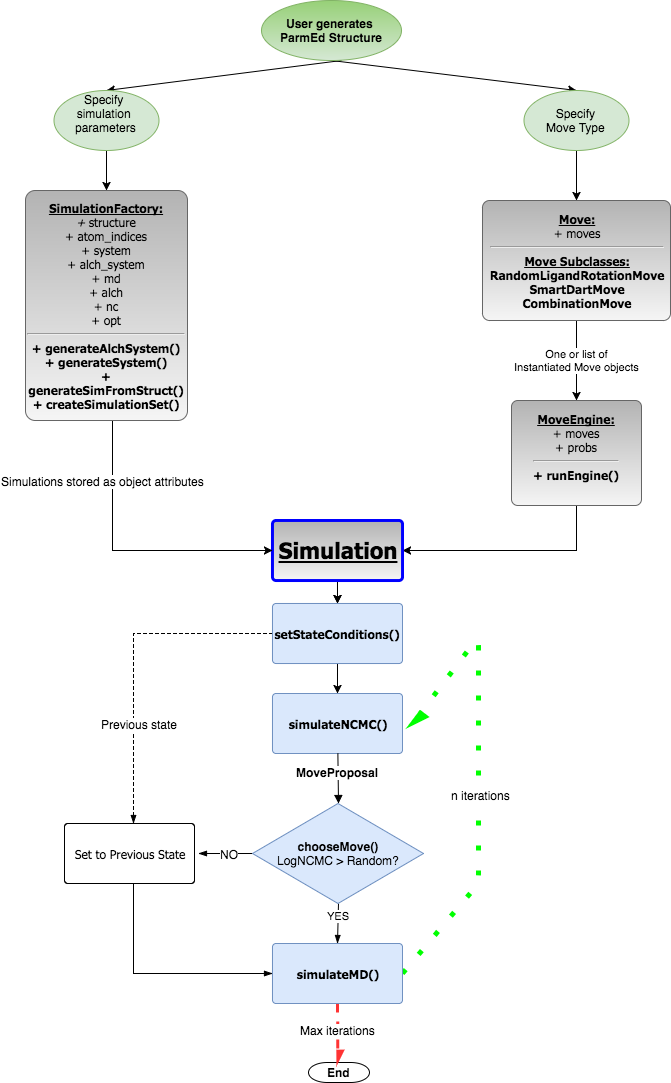 User generates
ParmEd Structure
Specify
simulation
parameters
Specify
Move Type
SimulationFactory:
+ structure
+ atom_indices
+ system
+ alch_system
+ md
+ alch
+ nc
+ opt
+ generateAlchSystem()
+ generateSystem()
+
generateSimFromStruct()
+ createSimulationSet()
Move:
+ moves
Move Subclasses:
RandomLigandRotationMove
SmartDartMove
CombinationMove
One or list of
Instantiated Move objects
MoveEngine:
+ moves
+ probs
+ runEngine()
Simulations stored as object attributes
Simulation
setStateConditions()
Previous state
simulateNCMC()
MoveProposal
n iterations
chooseMove()
LogNCMC > Random?
NO
Set to Previous State
YES
simulateMD()
Max iterations
End